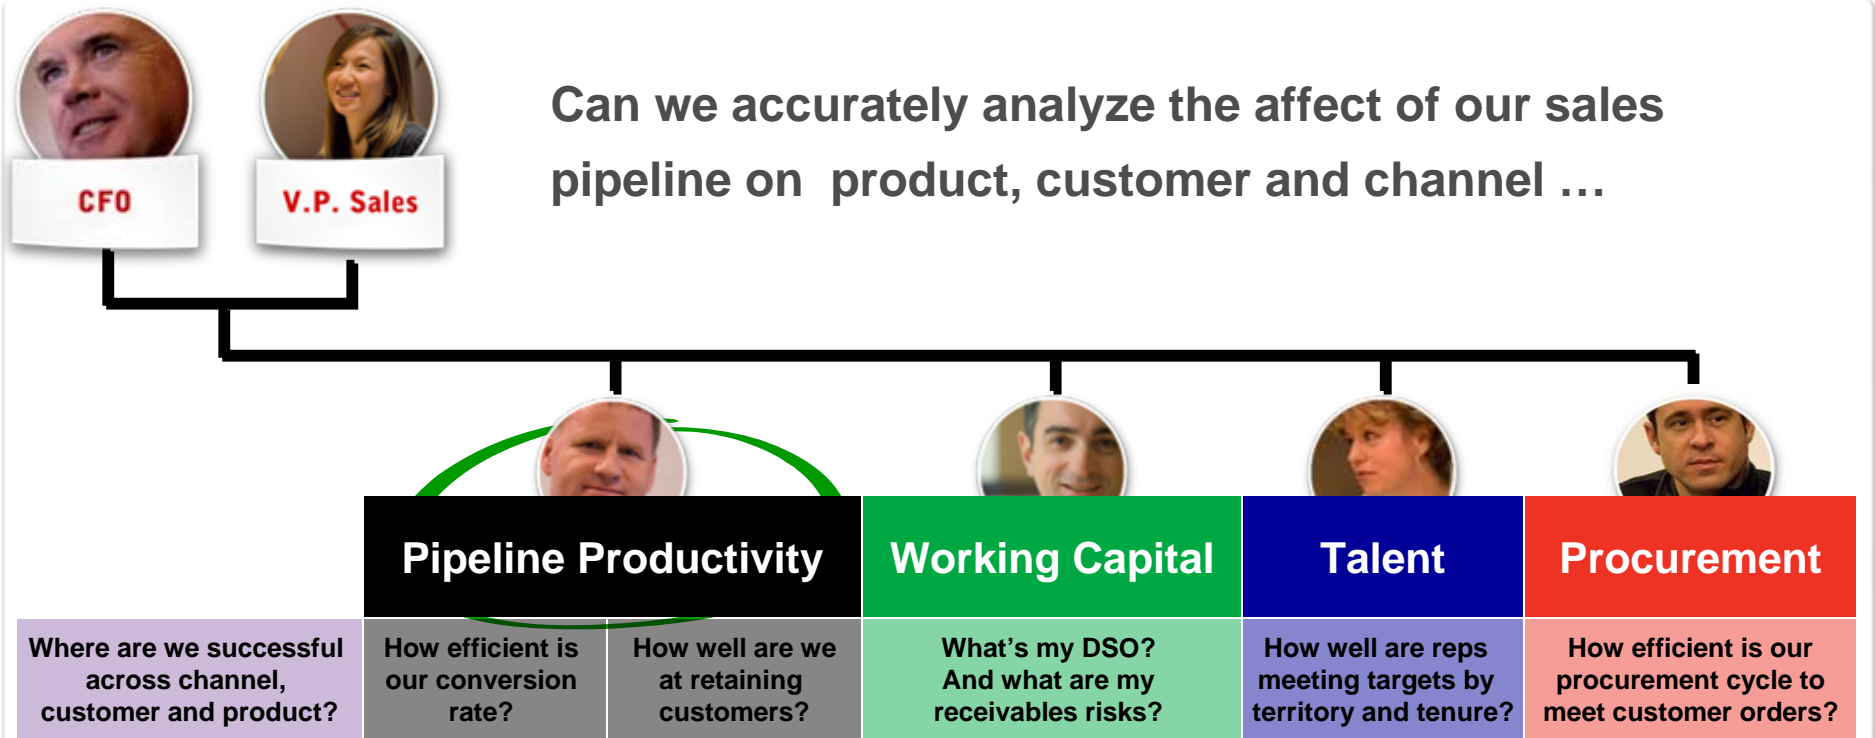 CFO
V.P. Sales
Can we accurately analyze the affect of our sales
pipeline on product, customer and channel …
Pipeline Productivity
Working Capital
Talent
Procurement
Where are we successful
across channel,
customer and product?
How efficient is
our conversion
rate?
How well are we
at retaining
customers?
What’s my DSO?
And what are my
receivables risks?
How well are reps
meeting targets by
territory and tenure?
How efficient is our
procurement cycle to
meet customer orders?